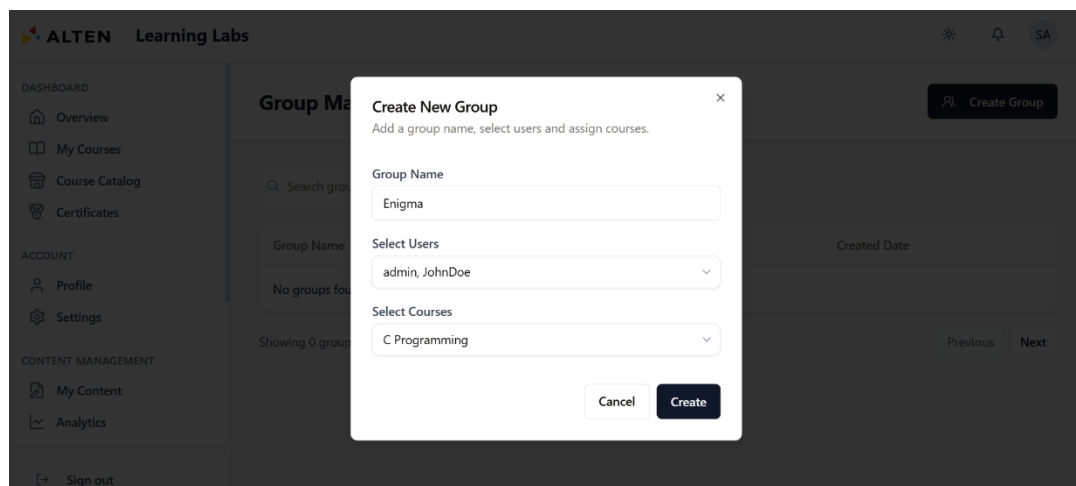 ALTEN Learning Labs
SA
DASHBOARD
Overview
My Courses
Course Catalog
Certificates
ACCOUNT
Profile
Settings
CONTENT MANAGEMENT
My Content
Analytics
Sign out
Group Ma
Create Group
Search grou
Group Name
Created Date
No groups fou
Showing 0 group
Previous
Next
Create New Group
Add a group name, select users and assign courses.
Group Name
Enigma
Select Users
admin, JohnDoe
Select Courses
C Programming
Cancel
Create